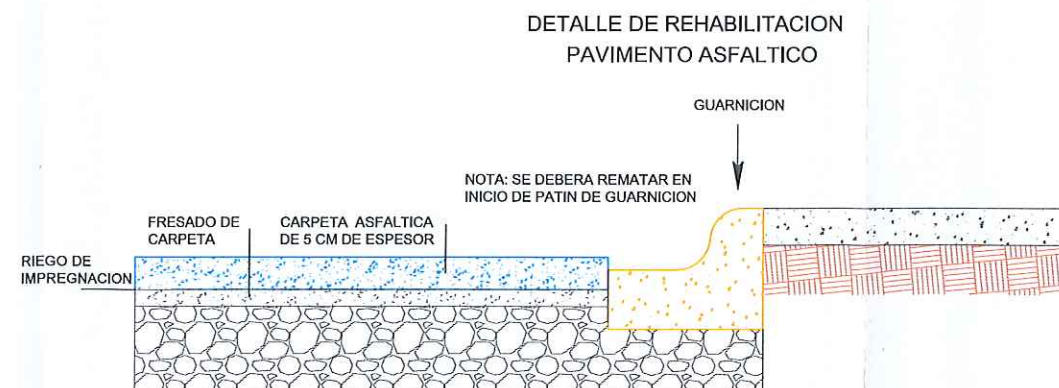 DETALLE DE REHABILITACION
PAVIMENTO ASFALTICO
GUARNICION
NOTA: SE DEBERA REMATAR EN
INICIO DE PATIN DE GUARNICION
FRESADO DE
CARPETA
CARPETA ASFALTICA
DE 5 CM DE ESPESOR
RIEGO DE
IMPREGNACION